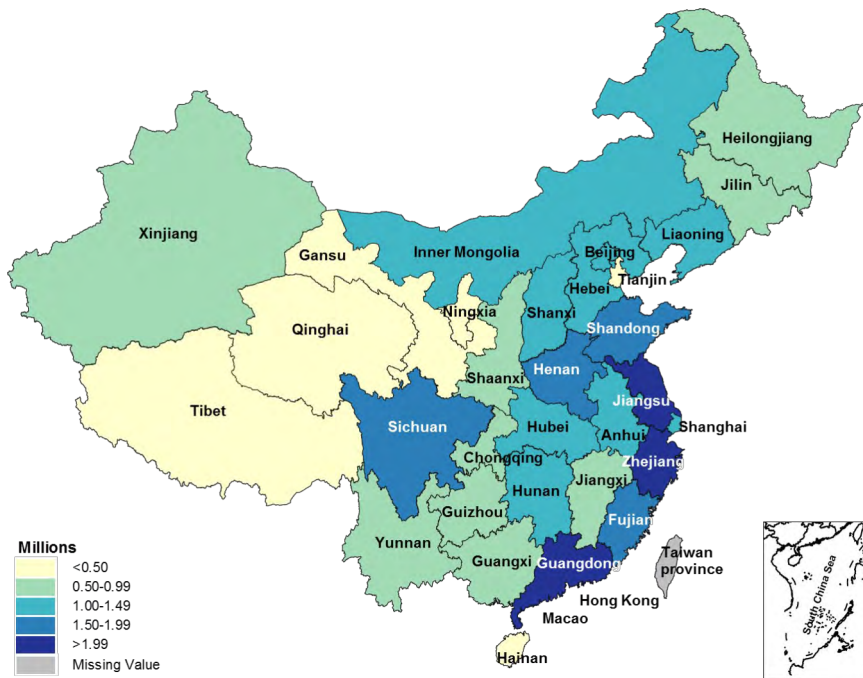 Heilongjiang
Jilin
Xinjiang
Liaoning
Beijing
Inner Mongolia
Gansu
Tianjin
Hebei
Ningxia
Shanxi
Qinghai
Shandong
Henan
Shaanxi
Jiangsu
Tibet
Sichuan
Hubei
Anhui
Shanghai
Chongqing
Zhejiang
Jiangxi
Hunan
Guizhou
Fujian
Yunnan
Guangxi
Guangdong
Taiwan
province
Hong Kong
Macao
Hainan
Millions
<0.50
0.50-0.99
1.00-1.49
1.50-1.99
>1.99
Missing Value
South China Sea